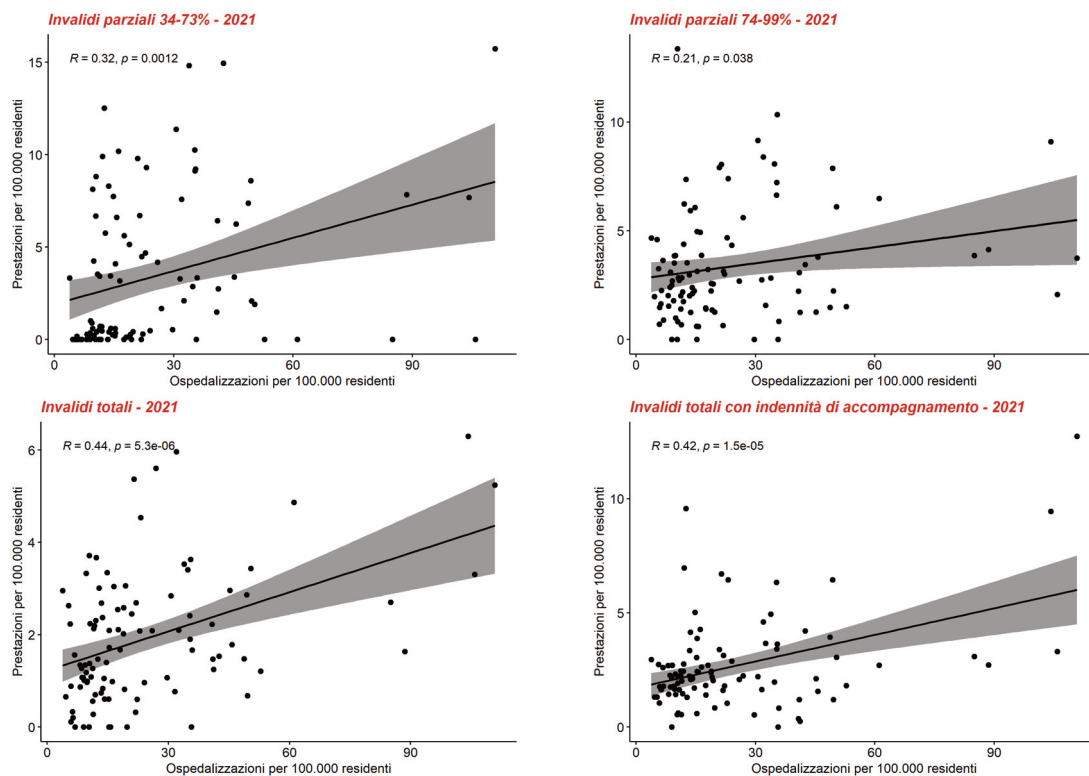 Invalidi parziali 34-73% - 2021
R = 0.32, p = 0.0012
15
10
5
0
Prestazioni per 100.000 residenti
0 30 60 90
Ospedalizzazioni per 100.000 residenti
Invalidi parziali 74-99% - 2021
R = 0.21, p = 0.038
10
5
0
Prestazioni per 100.000 residenti
0 30 60 90
Ospedalizzazioni per 100.000 residenti
Invalidi totali - 2021
R = 0.44, p = 5.3e-06
6
4
2
0
Prestazioni per 100.000 residenti
0 30 60 90
Ospedalizzazioni per 100.000 residenti
Invalidi totali con indennità di accompagnamento - 2021
R = 0.42, p = 1.5e-05
10
5
0
Prestazioni per 100.000 residenti
0 30 60 90
Ospedalizzazioni per 100.000 residenti